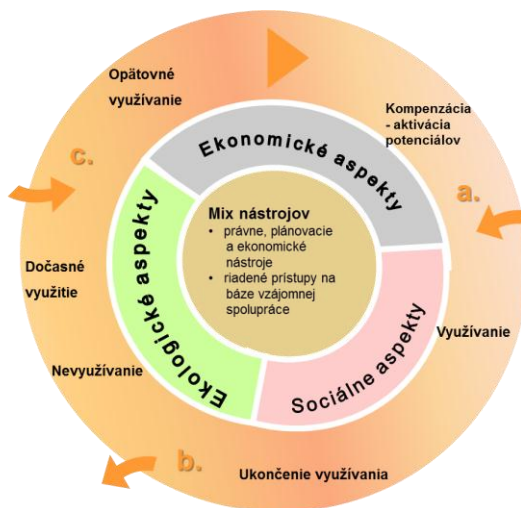 Opätovné
využívanie
Kompenzácia
- aktivácia
potenciálov
Ekonomické aspekty
c.
a.
Mix nástrojov
• právne, plánovacie
a ekonomické
nástroje
• riadené prístupy na
báze vzájomnej
spolupráce
Ekologické aspekty
Dočasné
využitie
Využívanie
Nevyužívanie
Sociálne aspekty
b.
Ukončenie využívania